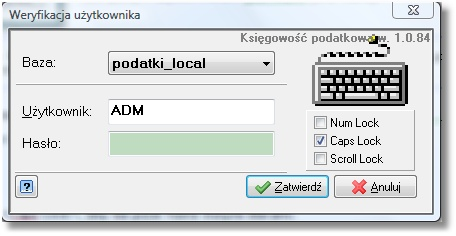 Weryfikacja użytkownika
Księgowość podatkowa w. 1.0.84
Baza: podatki_local
Użytkownik: ADM
Hasło:
Num Lock
Caps Lock
Scroll Lock
? Zatwierdź Anuluj